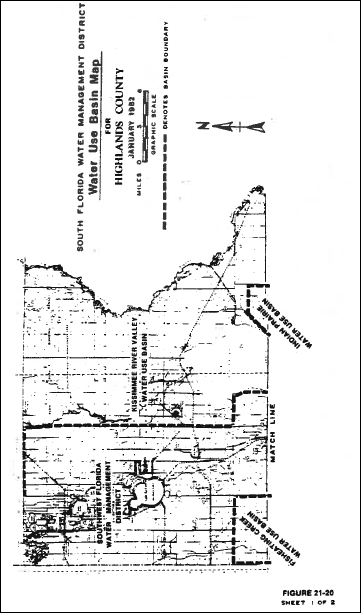 SOUTH FLORIDA WATER MANAGEMENT DISTRICT
Water Use Basin Map
FOR
HIGHLANDS COUNTY
JANUARY 1982
MILES 0
GRAPHIC SCALE
DENOTES BASIN BOUNDARY
N
KISSIMMEE RIVER VALLEY
WATER USE BASIN
INDIAN PRAIRIE
WATER USE BASIN
SOUTHWEST FLORIDA
WATER MANAGEMENT
DISTRICT
MATCH LINE
FISHEATING CREEK
WATER USE BASIN
FIGURE 21-20
SHEET 1 OF 2